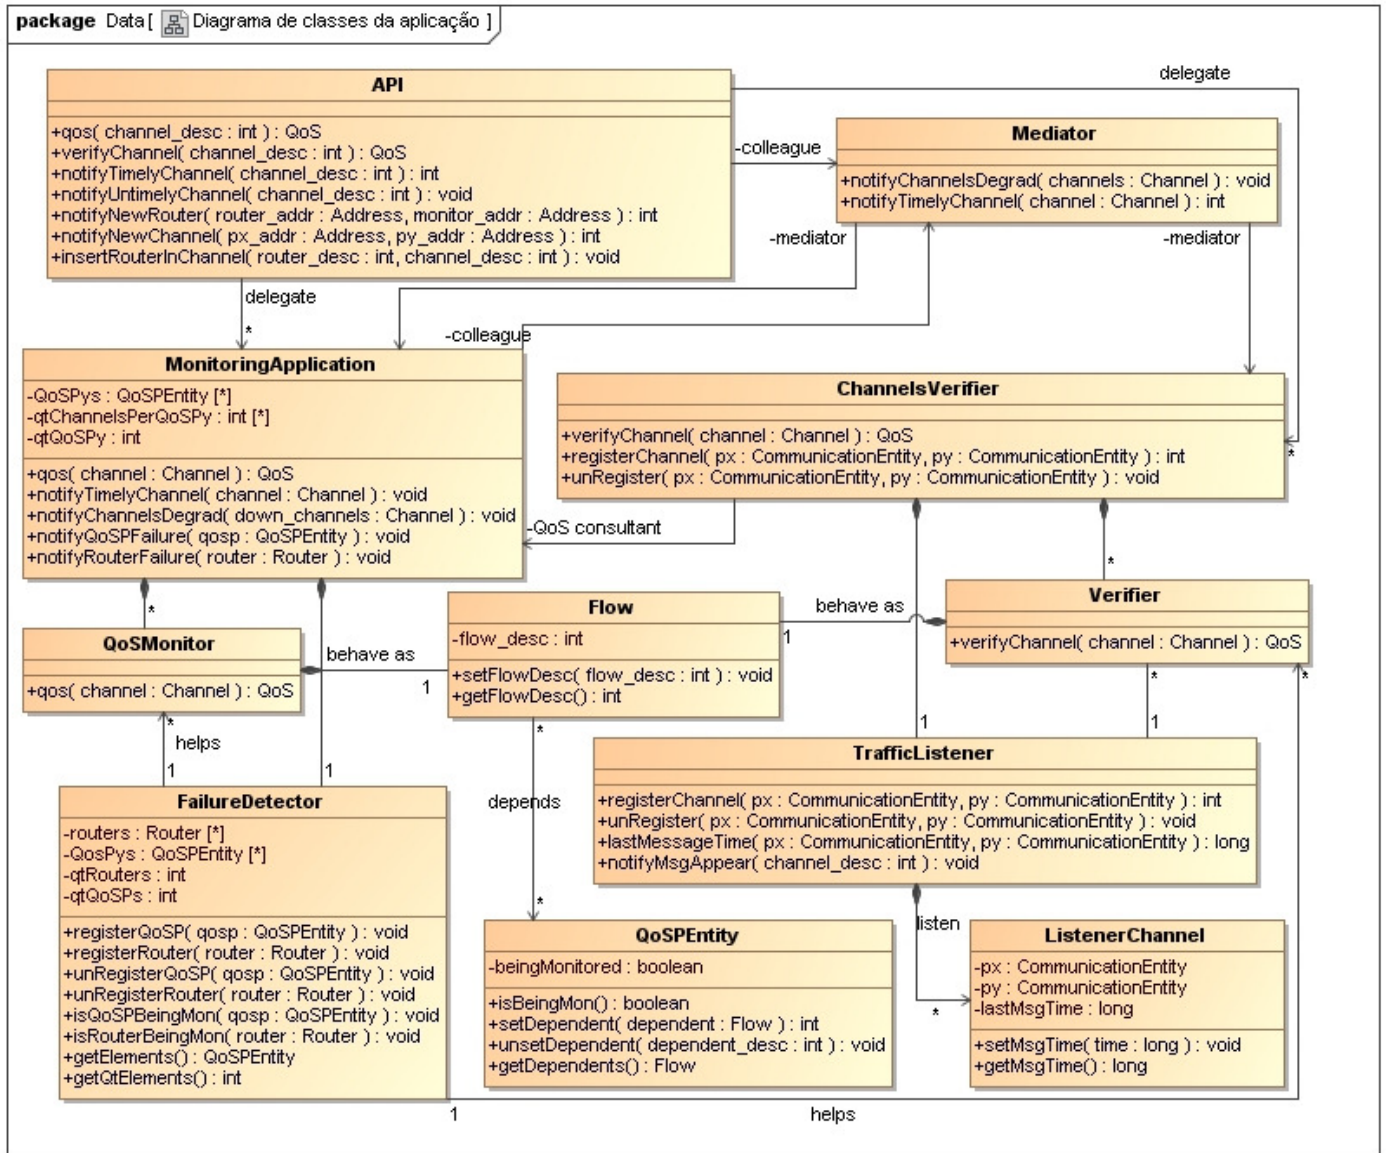 package Data [ Diagrama de classes da aplicação ]
API
+qos( channel_desc : int ) : QoS
+verifyChannel( channel_desc : int ) : QoS
+notifyTimelyChannel( channel_desc : int ) : int
+notifyUntimelyChannel( channel_desc : int ) : void
+notifyNewRouter( router_addr : Address, monitor_addr : Address ) : int
+notifyNewChannel( px_addr : Address, py_addr : Address ) : int
+insertRouterInChannel( router_desc : int, channel_desc : int ) : void
delegate
-colleague
Mediator
+notifyChannelsDegrad( channels : Channel ) : void
+notifyTimelyChannel( channel : Channel ) : int
-mediator
-mediator
delegate
*
-colleague
MonitoringApplication
-QoSPys : QoSPEntity [*]
-qtChannelsPerQoSPy : int [*]
-qtQoSPy : int
+qos( channel : Channel ) : QoS
+notifyTimelyChannel( channel : Channel ) : void
+notifyChannelsDegrad( down_channels : Channel ) : void
+notifyQoSPFailure( qosp : QoSPEntity ) : void
+notifyRouterFailure( router : Router ) : void
ChannelsVerifier
+verifyChannel( channel : Channel ) : QoS
+registerChannel( px : CommunicationEntity, py : CommunicationEntity ) : int
+unRegister( px : CommunicationEntity, py : CommunicationEntity ) : void
*
-QoS consultant
*
*
QoSMonitor
+qos( channel : Channel ) : QoS
behave as
1
Flow
-flow_desc : int
+setFlowDesc( flow_desc : int ) : void
+getFlowDesc() : int
behave as
1
Verifier
+verifyChannel( channel : Channel ) : QoS
*
*
*
helps
1
1
1
1
*
depends
*
FailureDetector
-routers : Router [*]
-QosPys : QoSPEntity [*]
-qtRouters : int
-qtQoSPs : int
+registerQoSP( qosp : QoSPEntity ) : void
+registerRouter( router : Router ) : void
+unRegisterQoSP( qosp : QoSPEntity ) : void
+unRegisterRouter( router : Router ) : void
+isQoSPBeingMon( qosp : QoSPEntity ) : void
+isRouterBeingMon( router : Router ) : void
+getElements() : QoSPEntity
+getQtElements() : int
TrafficListener
+registerChannel( px : CommunicationEntity, py : CommunicationEntity ) : int
+unRegister( px : CommunicationEntity, py : CommunicationEntity ) : void
+lastMessageTime( px : CommunicationEntity, py : CommunicationEntity ) : long
+notifyMsgAppear( channel_desc : int ) : void
listen
*
QoSPEntity
-beingMonitored : boolean
+isBeingMon() : boolean
+setDependent( dependent : Flow ) : int
+unsetDependent( dependent_desc : int ) : void
+getDependents() : Flow
ListenerChannel
-px : CommunicationEntity
-py : CommunicationEntity
-lastMsgTime : long
+setMsgTime( time : long ) : void
+getMsgTime() : long
1
helps